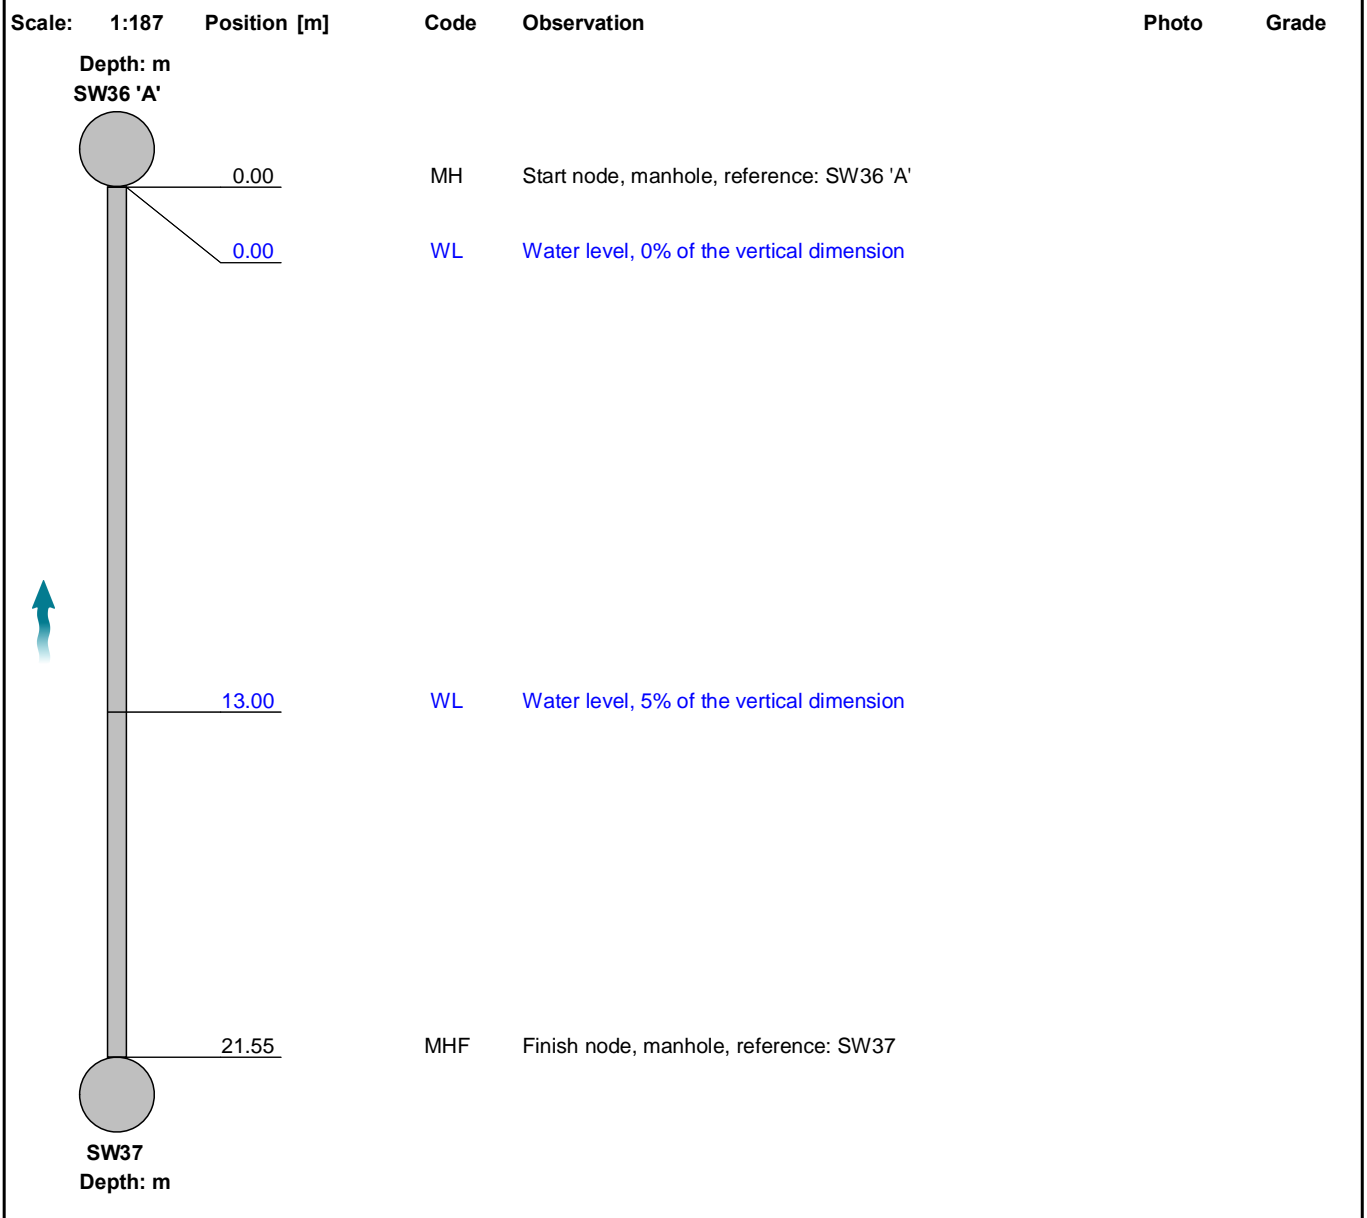 Scale: 1:187 Position [m] Code Observation Photo Grade
Depth: m
SW36 'A'
0.00 MH Start node, manhole, reference: SW36 'A'
0.00 WL Water level, 0% of the vertical dimension
13.00 WL Water level, 5% of the vertical dimension
21.55 MHF Finish node, manhole, reference: SW37
SW37
Depth: m